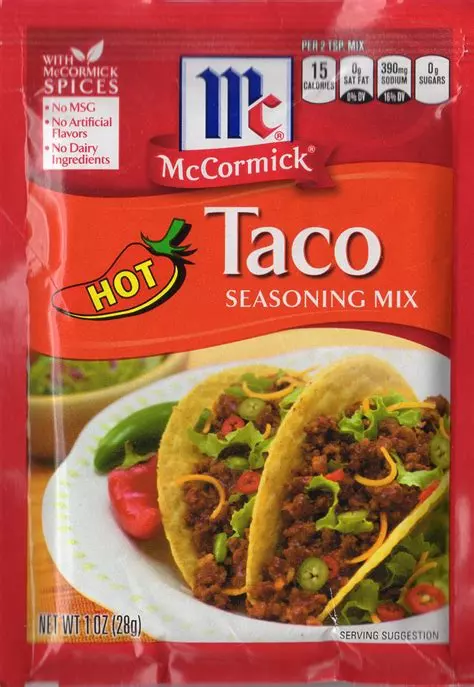 WITH
McCORMICK
SPICES
• No MSG
• No Artificial
Flavors
• No Dairy
Ingredients
PER 2 TSP. MIX
15
CALORIES
0g
SAT FAT
0% DV
390mg
SODIUM
16% DV
0g
SUGARS
Mc®
McCormick®
HOT
Taco
SEASONING MIX
NET WT 1 OZ (28g)
SERVING SUGGESTION